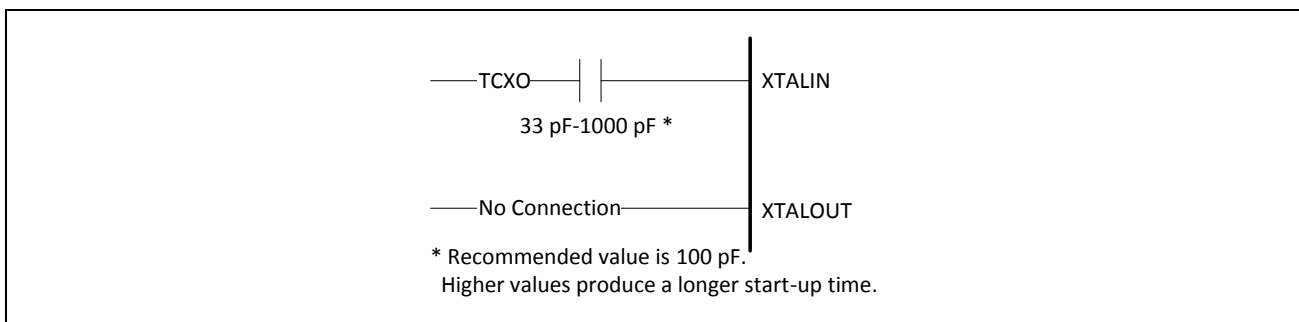 TCXO
XTALIN
33 pF-1000 pF *
No Connection
XTALOUT
* Recommended value is 100 pF.
Higher values produce a longer start-up time.